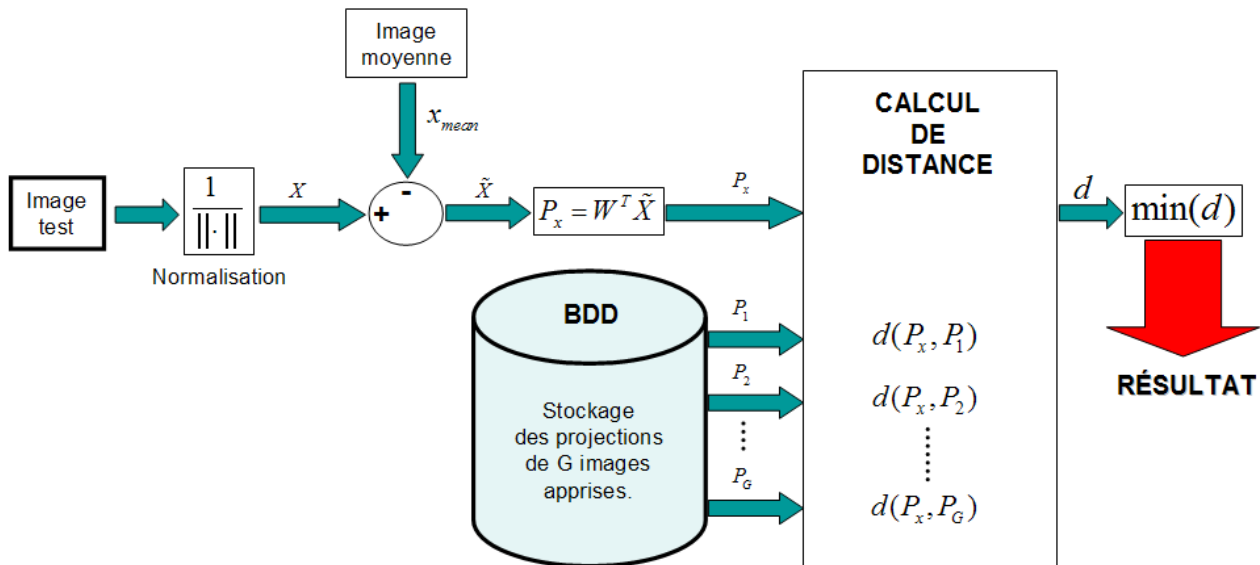 Image
moyenne
x_mean
Image
test
1
||·||
Normalisation
X
+
-
X̃
P_x = W^T X̃
P_x
CALCUL
DE
DISTANCE
d
min(d)
RÉSULTAT
BDD
Stockage
des projections
de G images
apprises.
P_1
P_2
P_G
d(P_x, P_1)
d(P_x, P_2)
d(P_x, P_G)